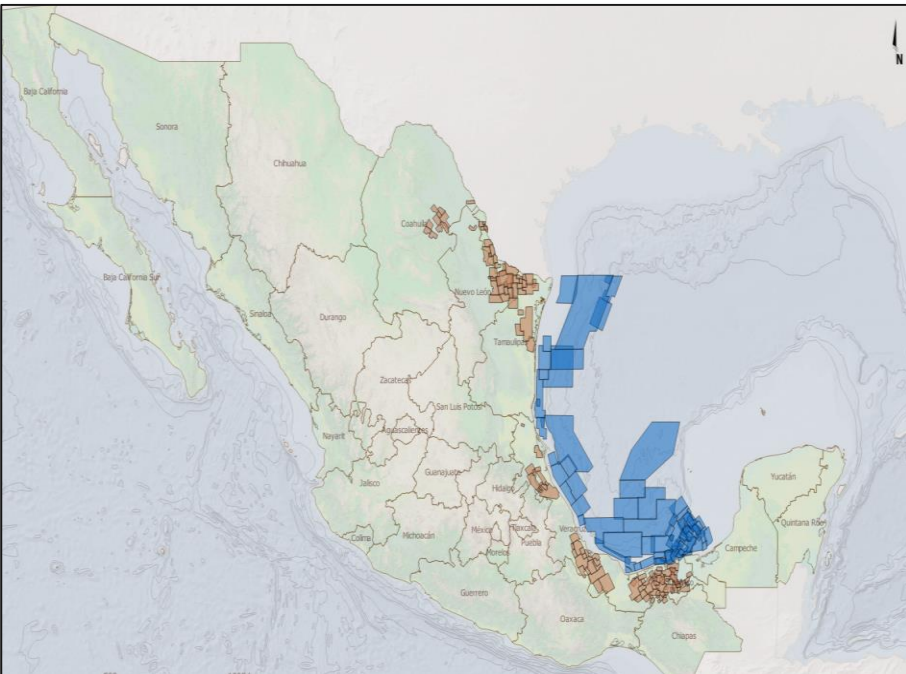 N
Baja California
Sonora
Chihuahua
Coahuila
Baja California Sur
Sinaloa
Nuevo León
Durango
Tamaulipas
Zacatecas
San Luis Potosí
Aguascalientes
Nayarit
Yucatán
Guanajuato
Jalisco
Hidalgo
Quintana Roo
Colima
Michoacán
México
Tlaxcala
Veracruz
Puebla
Morelos
Campeche
Guerrero
Oaxaca
Chiapas